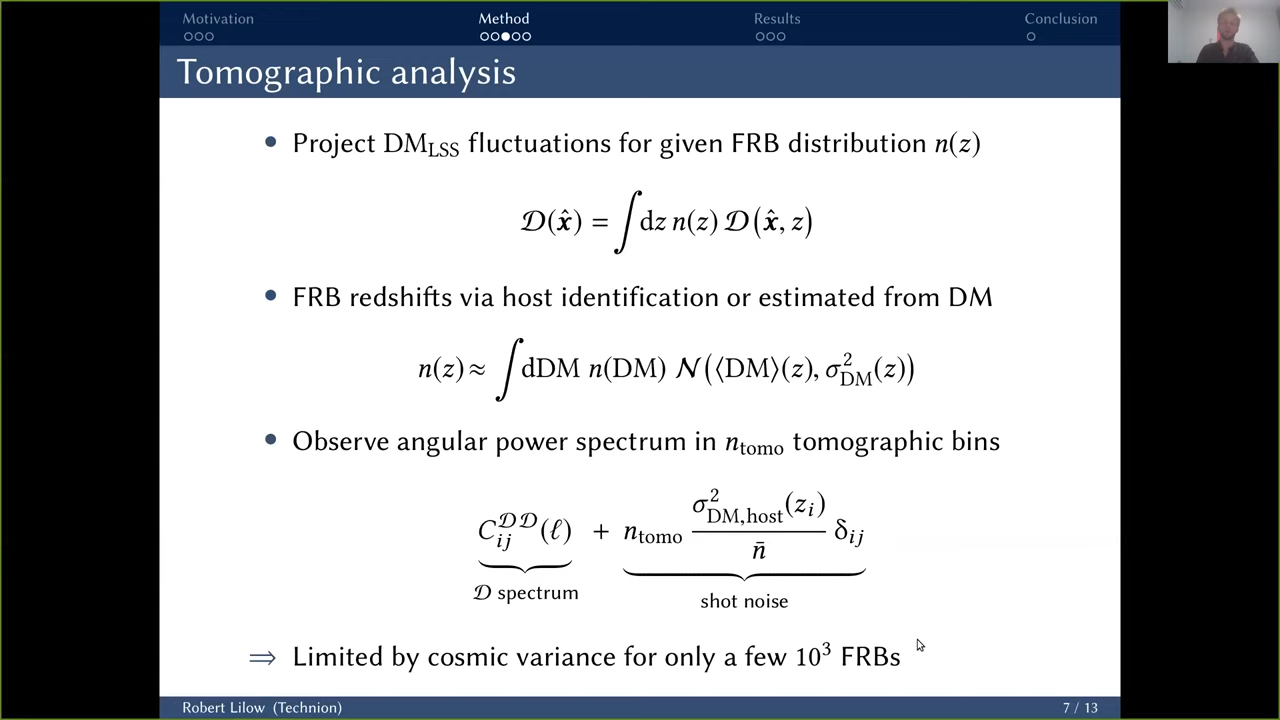 Motivation Method Results Conclusion
Tomographic analysis
• Project DM_LSS fluctuations for given FRB distribution n(z)
𝒟(x̂) = ∫dz n(z) 𝒟(x̂, z)
• FRB redshifts via host identification or estimated from DM
n(z) ≈ ∫dDM n(DM) 𝒩(⟨DM⟩(z), σ²_DM(z))
• Observe angular power spectrum in n_tomo tomographic bins
C_ij^𝒟𝒟(ℓ) + n_tomo σ²_DM,host(z_i) / n̄ δ_ij
𝒟 spectrum
shot noise
⟹ Limited by cosmic variance for only a few 10³ FRBs
Robert Lilow (Technion) 7 / 13